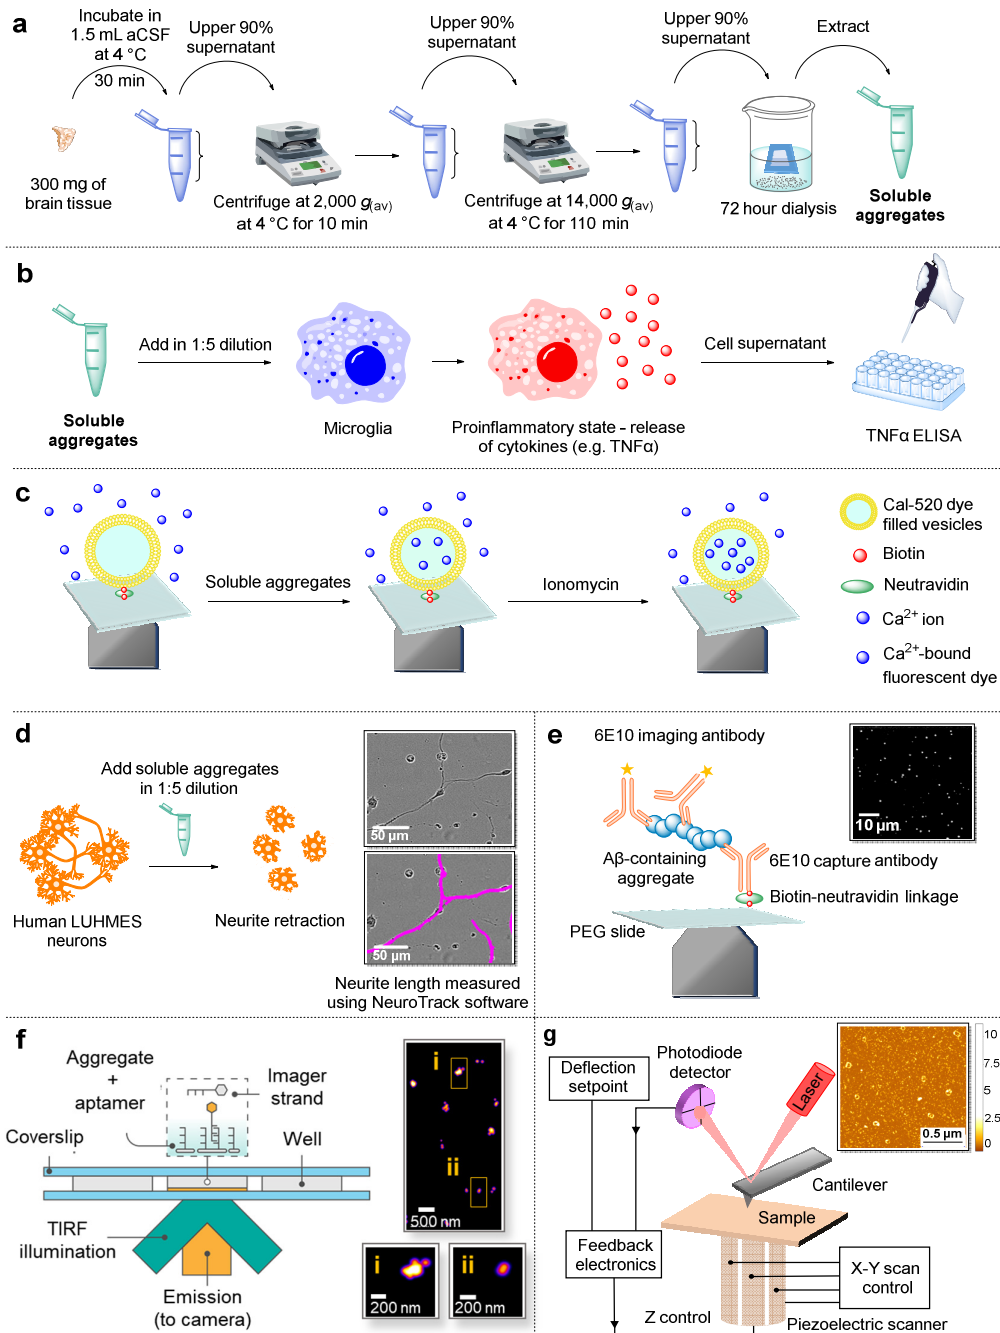 a
Incubate in
1.5 mL aCSF
at 4 °C
30 min
Upper 90%
supernatant
Upper 90%
supernatant
Upper 90%
supernatant
Extract
300 mg of
brain tissue
Centrifuge at 2,000 g(av)
at 4 °C for 10 min
Centrifuge at 14,000 g(av)
at 4 °C for 110 min
72 hour dialysis
Soluble
aggregates
b
Add in 1:5 dilution
Cell supernatant
Soluble
aggregates
Microglia
Proinflammatory state - release
of cytokines (e.g. TNFα)
TNFα ELISA
c
Soluble aggregates
Ionomycin
Cal-520 dye
filled vesicles
Biotin
Neutravidin
Ca2+ ion
Ca2+-bound
fluorescent dye
d
Add soluble aggregates
in 1:5 dilution
Human LUHMES
neurons
Neurite retraction
50 µm
50 µm
Neurite length measured
using NeuroTrack software
e
6E10 imaging antibody
10 µm
Aβ-containing
aggregate
6E10 capture antibody
Biotin-neutravidin linkage
PEG slide
f
Aggregate
+
aptamer
Imager
strand
Coverslip
Well
TIRF
illumination
Emission
(to camera)
i
ii
500 nm
i
200 nm
ii
200 nm
g
Deflection
setpoint
Photodiode
detector
Laser
10
7.5
5
2.5
0
0.5 µm
Cantilever
Sample
Feedback
electronics
X-Y scan
control
Z control
Piezoelectric scanner